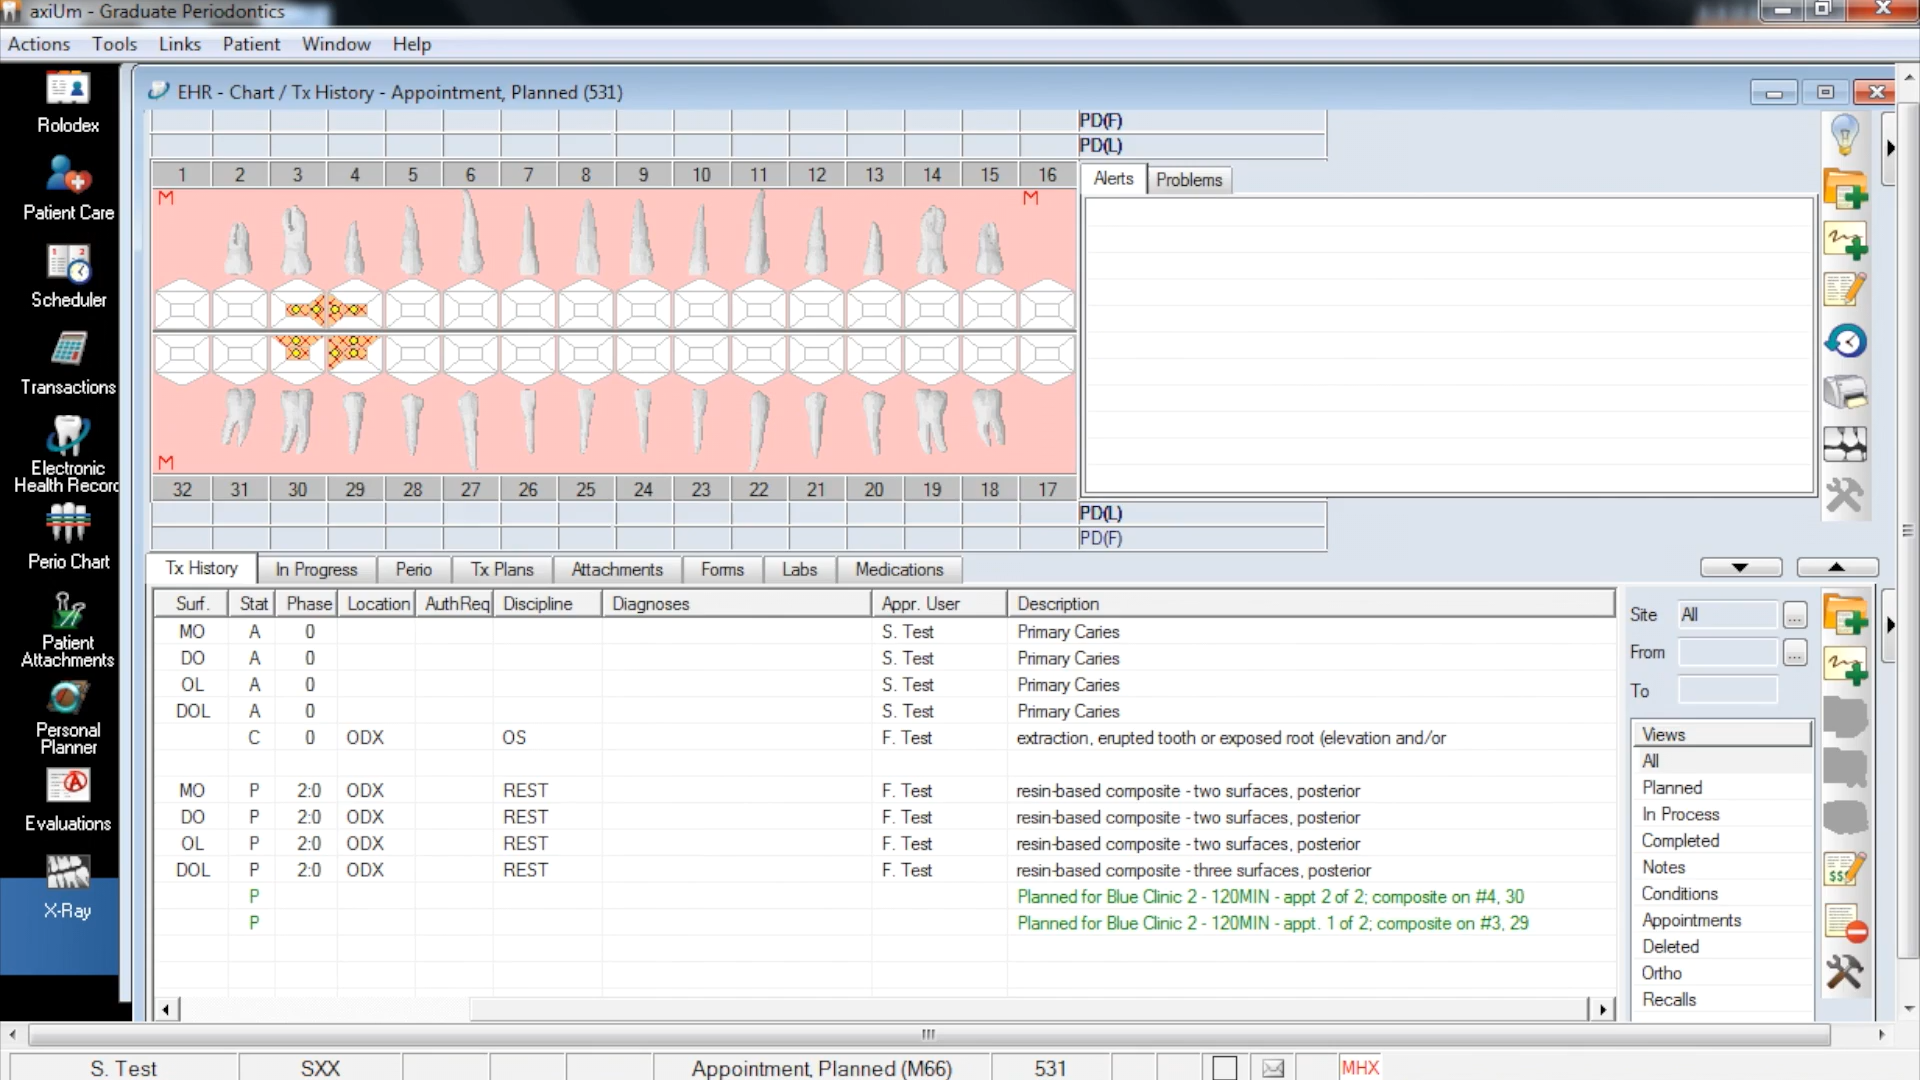 axiUm - Graduate Periodontics
Actions Tools Links Patient Window Help
Rolodex
Patient Care
Scheduler
Transactions
Electronic
Health Record
Perio Chart
Patient
Attachments
Personal
Planner
Evaluations
X-Ray
EHR - Chart / Tx History - Appointment, Planned (531)
PD(F)
PD(L)
1 2 3 4 5 6 7 8 9 10 11 12 13 14 15 16
M M
M
32 31 30 29 28 27 26 25 24 23 22 21 20 19 18 17
PD(L)
PD(F)
Alerts Problems
Tx History In Progress Perio Tx Plans Attachments Forms Labs Medications
Surf. Stat Phase Location AuthReq Discipline Diagnoses Appr. User Description
MO A 0 S. Test Primary Caries
DO A 0 S. Test Primary Caries
OL A 0 S. Test Primary Caries
DOL A 0 S. Test Primary Caries
C 0 ODX OS F. Test extraction, erupted tooth or exposed root (elevation and/or
MO P 2:0 ODX REST F. Test resin-based composite - two surfaces, posterior
DO P 2:0 ODX REST F. Test resin-based composite - two surfaces, posterior
OL P 2:0 ODX REST F. Test resin-based composite - two surfaces, posterior
DOL P 2:0 ODX REST F. Test resin-based composite - three surfaces, posterior
P Planned for Blue Clinic 2 - 120MIN - appt 2 of 2; composite on #4, 30
P Planned for Blue Clinic 2 - 120MIN - appt. 1 of 2; composite on #3, 29
Site All ...
From ...
To
Views
All
Planned
In Process
Completed
Notes
Conditions
Appointments
Deleted
Ortho
Recalls
S. Test SXX Appointment, Planned (M66) 531 MHX